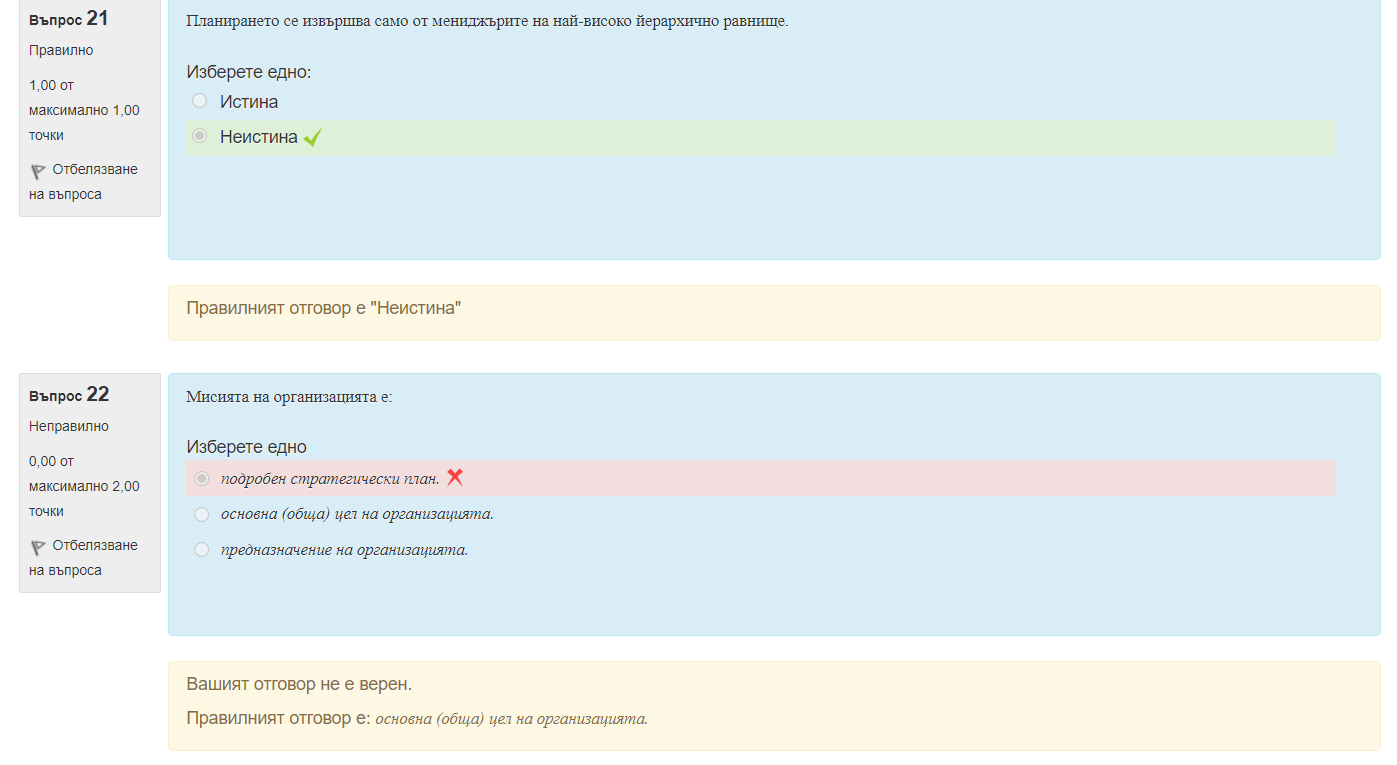 Въпрос 21
Правилно
1,00 от
максимално 1,00
точки
Отбелязване
на въпроса
Планирането се извършва само от мениджърите на най-високо йерархично равнище.
Изберете едно:
Истина
Неистина
Правилният отговор е "Неистина"
Въпрос 22
Неправилно
0,00 от
максимално 2,00
точки
Отбелязване
на въпроса
Мисията на организацията е:
Изберете едно
подробен стратегически план.
основна (обща) цел на организацията.
предназначение на организацията.
Вашият отговор не е верен.
Правилният отговор е: основна (обща) цел на организацията.